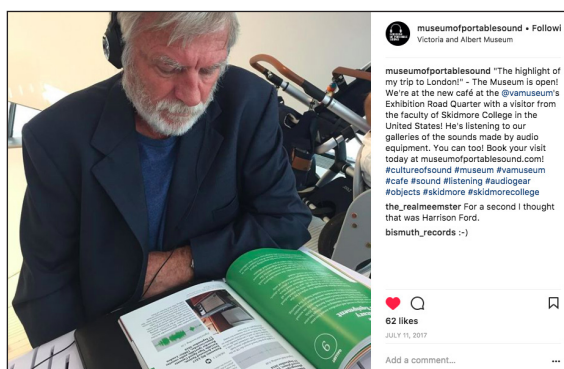 museumofportablesound • Followi
Victoria and Albert Museum
museumofportablesound "The highlight of
my trip to London!" - The Museum is open!
We're at the new café at the @vamuseum's
Exhibition Road Quarter with a visitor from
the faculty of Skidmore College in the
United States! He's listening to our
galleries of the sounds made by audio
equipment. You can too! Book your visit
today at museumofportablesound.com!
#cultureofsound #museum #vamuseum
#cafe #sound #listening #audiogear
#objects #skidmore #skidmorecollege
the_realmeemster For a second I thought
that was Harrison Ford.
bismuth_records :-)
62 likes
JULY 11, 2017
Add a comment...